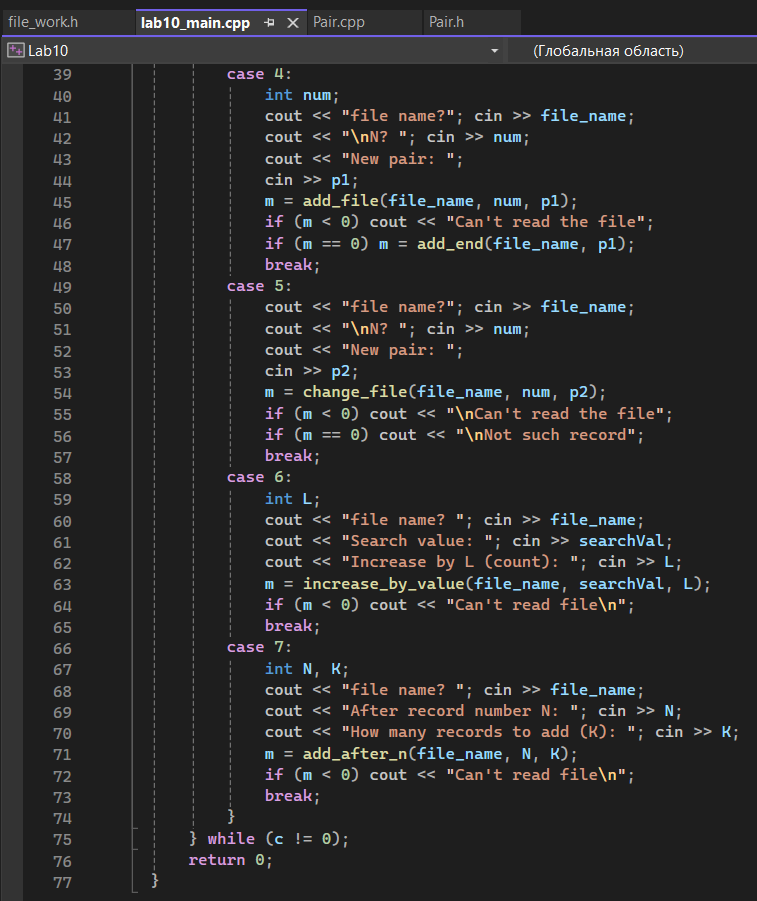 file_work.h lab10_main.cpp Pair.cpp Pair.h
Lab10 (Глобальная область)
39 case 4:
40 int num;
41 cout << "file name?"; cin >> file_name;
42 cout << "\nN? "; cin >> num;
43 cout << "New pair: ";
44 cin >> p1;
45 m = add_file(file_name, num, p1);
46 if (m < 0) cout << "Can't read the file";
47 if (m == 0) m = add_end(file_name, p1);
48 break;
49 case 5:
50 cout << "file name?"; cin >> file_name;
51 cout << "\nN? "; cin >> num;
52 cout << "New pair: ";
53 cin >> p2;
54 m = change_file(file_name, num, p2);
55 if (m < 0) cout << "\nCan't read the file";
56 if (m == 0) cout << "\nNot such record";
57 break;
58 case 6:
59 int L;
60 cout << "file name? "; cin >> file_name;
61 cout << "Search value: "; cin >> searchVal;
62 cout << "Increase by L (count): "; cin >> L;
63 m = increase_by_value(file_name, searchVal, L);
64 if (m < 0) cout << "Can't read file\n";
65 break;
66 case 7:
67 int N, K;
68 cout << "file name? "; cin >> file_name;
69 cout << "After record number N: "; cin >> N;
70 cout << "How many records to add (K): "; cin >> K;
71 m = add_after_n(file_name, N, K);
72 if (m < 0) cout << "Can't read file\n";
73 break;
74 }
75 } while (c != 0);
76 return 0;
77 }